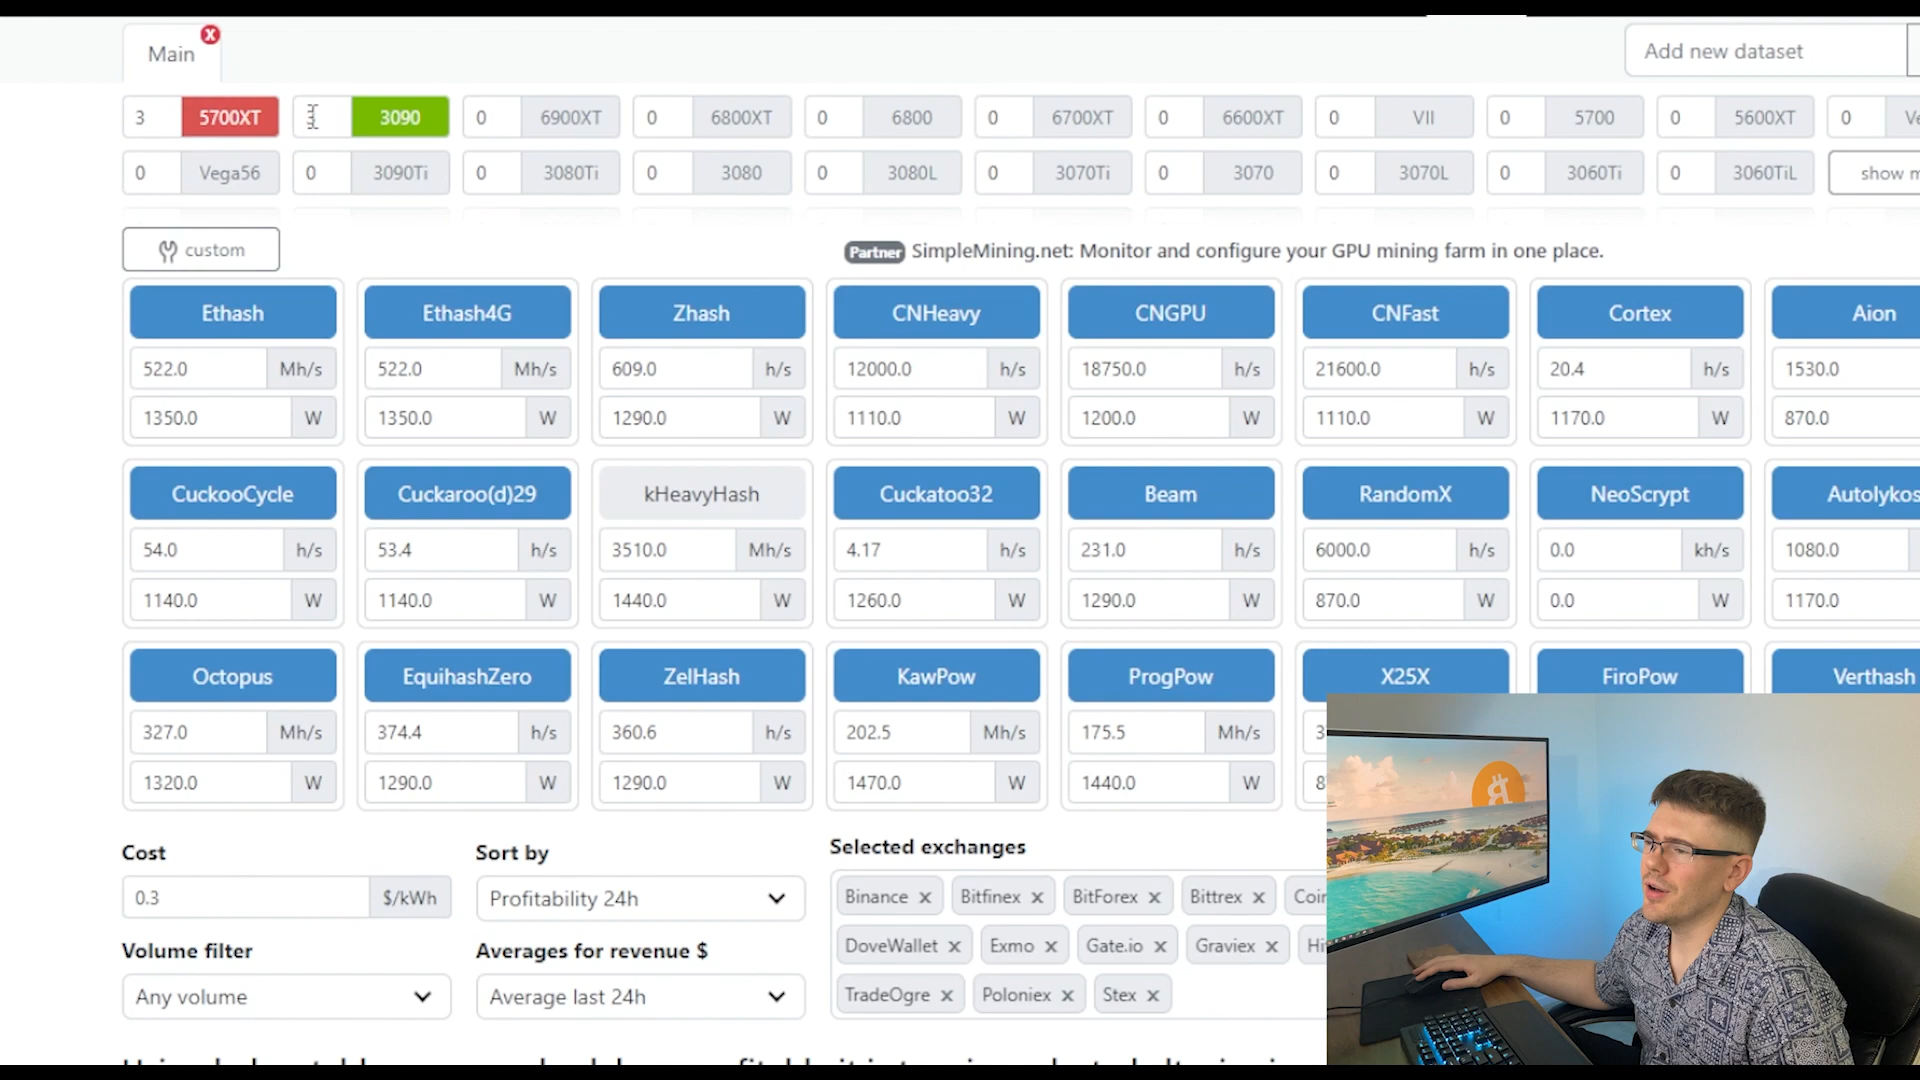 Main X Add new dataset
3 5700XT 3 3090 0 6900XT 0 6800XT 0 6800 0 6700XT 0 6600XT 0 VII 0 5700 0 5600XT 0
0 Vega56 0 3090Ti 0 3080Ti 0 3080 0 3080L 0 3070Ti 0 3070 0 3070L 0 3060Ti 0 3060TiL show
custom Partner SimpleMining.net: Monitor and configure your GPU mining farm in one place.
Ethash Ethash4G Zhash CNHeavy CNGPU CNFast Cortex Aion
522.0 Mh/s 522.0 Mh/s 609.0 h/s 12000.0 h/s 18750.0 h/s 21600.0 h/s 20.4 h/s 1530.0
1350.0 W 1350.0 W 1290.0 W 1110.0 W 1200.0 W 1110.0 W 1170.0 W 870.0
CuckooCycle Cuckaroo(d)29 kHeavyHash Cuckatoo32 Beam RandomX NeoScrypt Autolykos
54.0 h/s 53.4 h/s 3510.0 Mh/s 4.17 h/s 231.0 h/s 6000.0 h/s 0.0 kh/s 1080.0
1140.0 W 1140.0 W 1440.0 W 1260.0 W 1290.0 W 870.0 W 0.0 W 1170.0
Octopus EquihashZero ZelHash KawPow ProgPow X25X FiroPow Verthash
327.0 Mh/s 374.4 h/s 360.6 h/s 202.5 Mh/s 175.5 Mh/s
1320.0 W 1290.0 W 1290.0 W 1470.0 W 1440.0 W
Cost Sort by Selected exchanges
0.3 $/kWh Profitability 24h Binance x Bitfinex x BitForex x Bittrex x
Volume filter Averages for revenue $ DoveWallet x Exmo x Gate.io x Graviex x
Any volume Average last 24h TradeOgre x Poloniex x Stex x